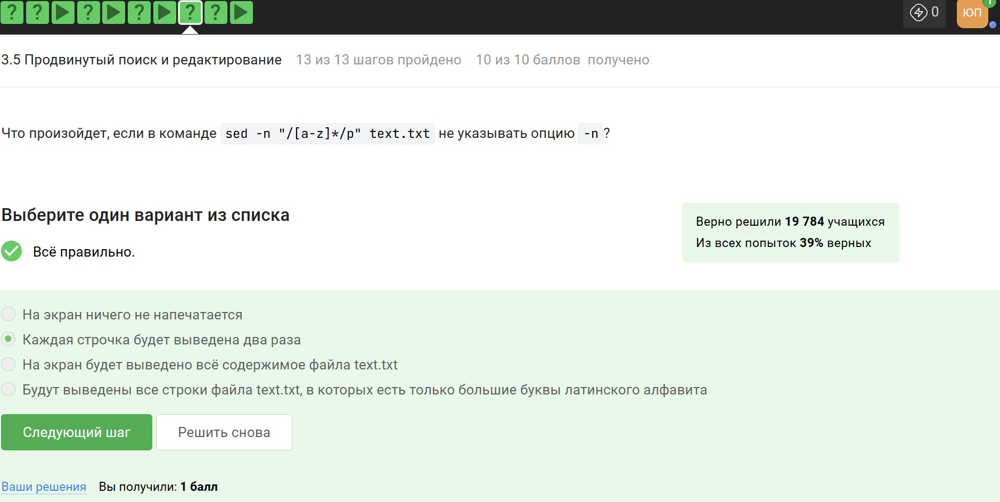 ? ? ? ? ? ?
0
ЮП
3.5 Продвинутый поиск и редактирование 13 из 13 шагов пройдено 10 из 10 баллов получено
Что произойдет, если в команде sed -n "/[a-z]*/p" text.txt не указывать опцию -n?
Выберите один вариант из списка
Верно решили 19 784 учащихся
Из всех попыток 39% верных
Всё правильно.
На экран ничего не напечатается
Каждая строчка будет выведена два раза
На экран будет выведено всё содержимое файла text.txt
Будут выведены все строки файла text.txt, в которых есть только большие буквы латинского алфавита
Следующий шаг Решить снова
Ваши решения Вы получили: 1 балл